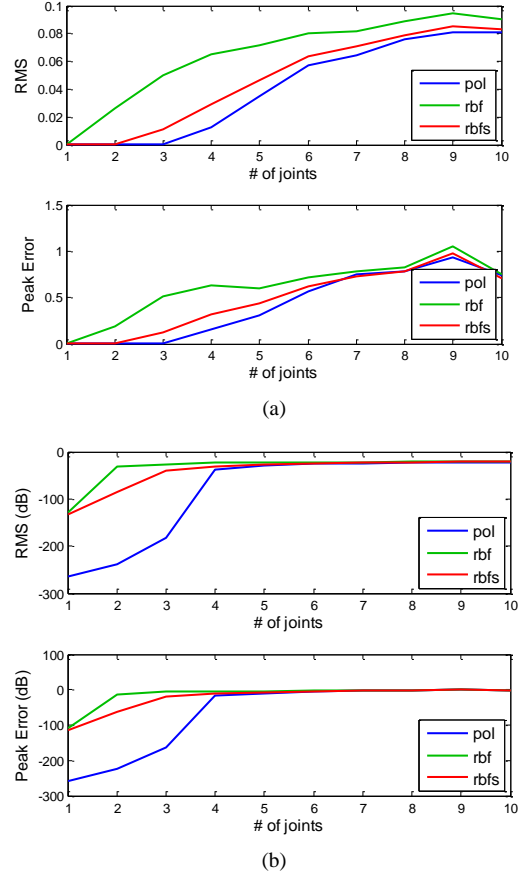 0.1
0.08
0.06
0.04
0.02
0
RMS
pol
rbf
rbfs
1 2 3 4 5 6 7 8 9 10
# of joints
1.5
1
0.5
0
Peak Error
pol
rbf
rbfs
1 2 3 4 5 6 7 8 9 10
# of joints
(a)
0
-100
-200
-300
RMS (dB)
pol
rbf
rbfs
1 2 3 4 5 6 7 8 9 10
# of joints
100
0
-100
-200
-300
Peak Error (dB)
pol
rbf
rbfs
1 2 3 4 5 6 7 8 9 10
# of joints
(b)